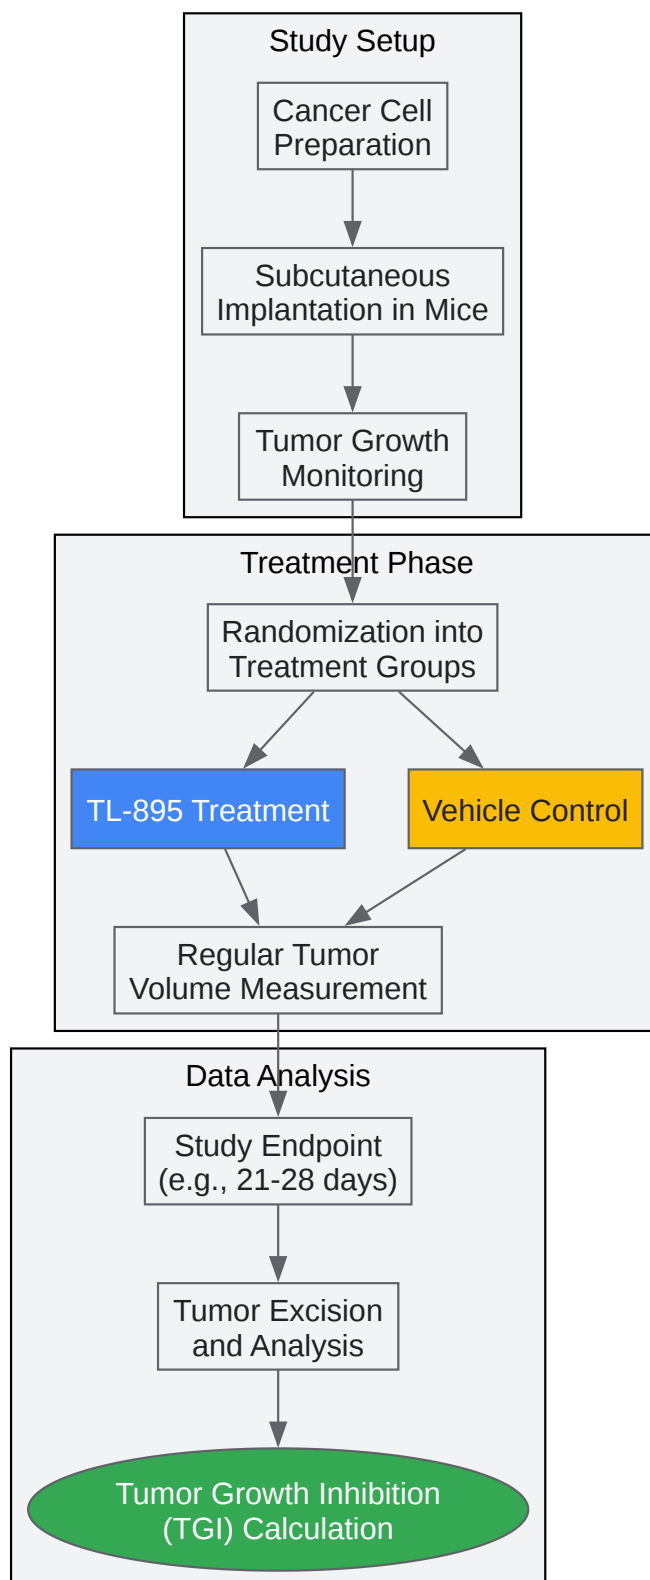 Study Setup
Cancer Cell
Preparation
Subcutaneous
Implantation in Mice
Tumor Growth
Monitoring
Treatment Phase
Randomization into
Treatment Groups
TL-895 Treatment
Vehicle Control
Regular Tumor
Volume Measurement
Data Analysis
Study Endpoint
(e.g., 21-28 days)
Tumor Excision
and Analysis
Tumor Growth Inhibition
(TGI) Calculation